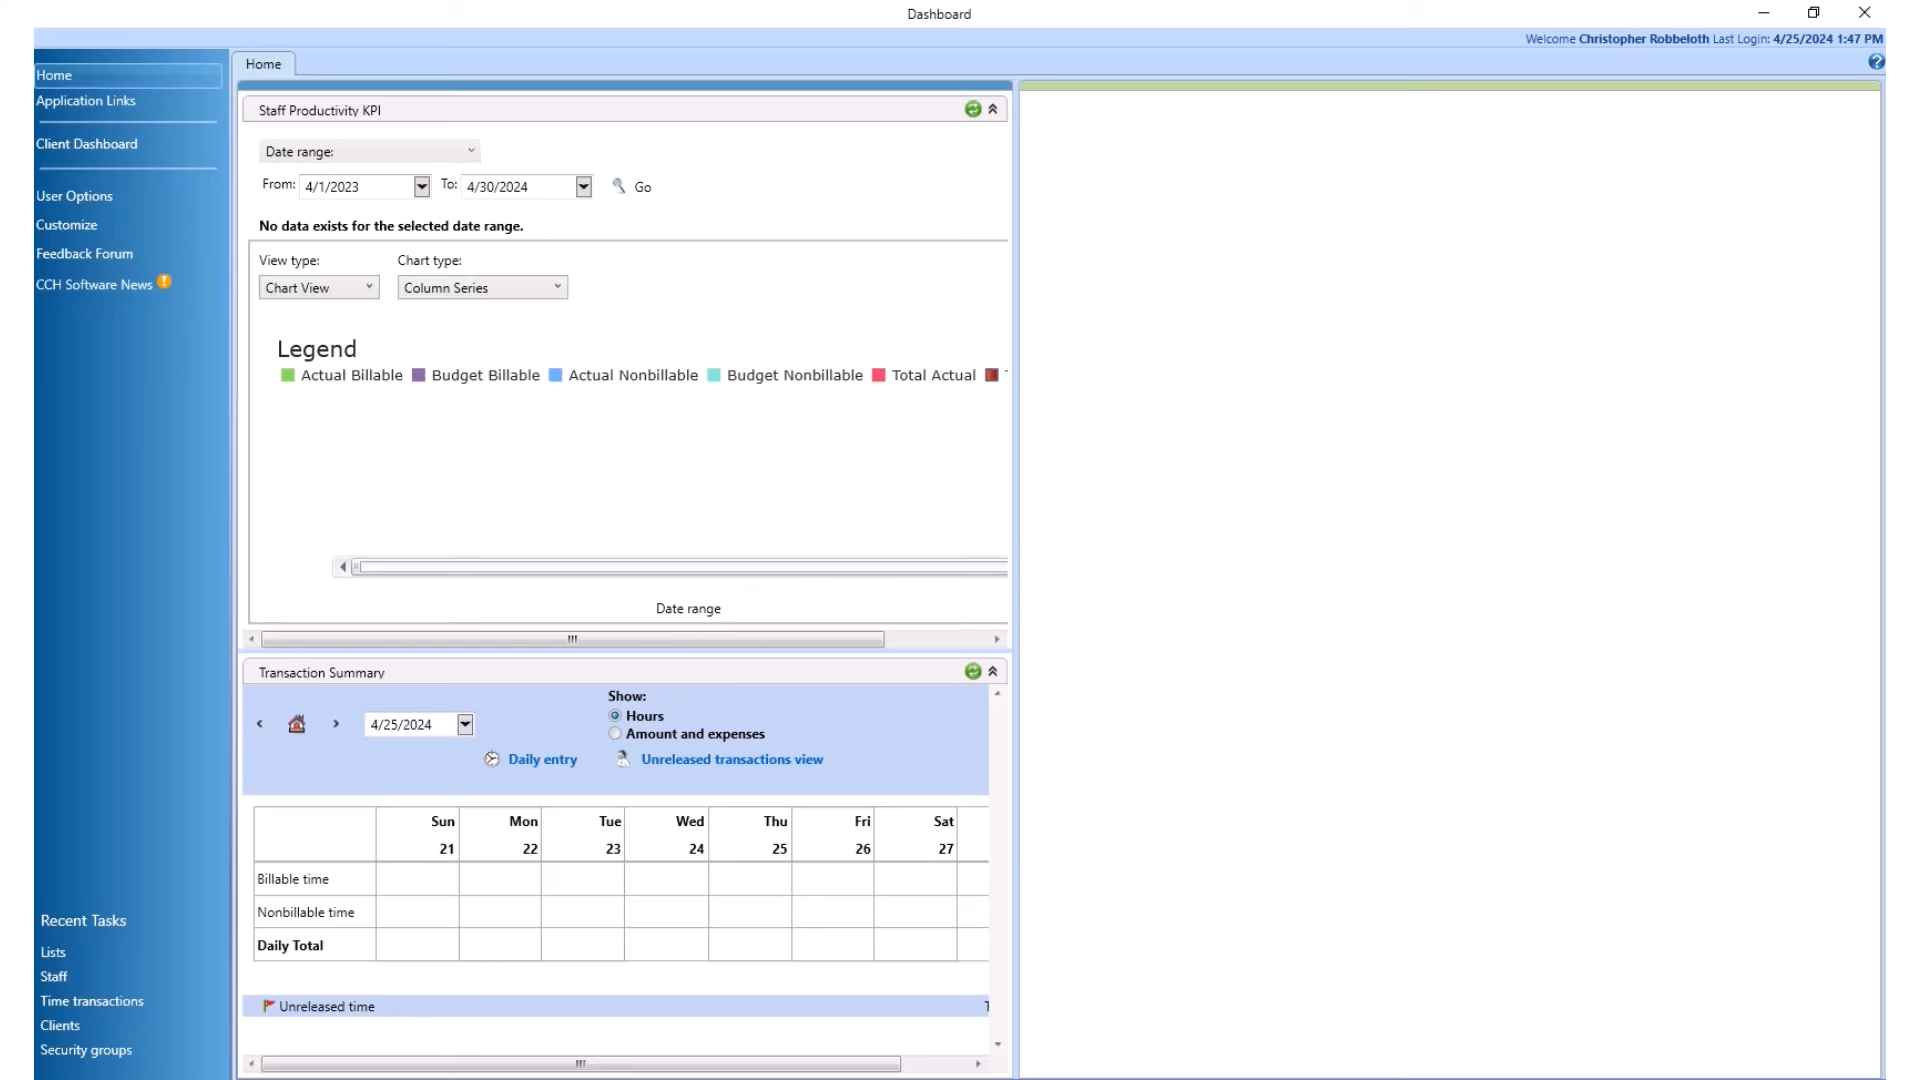 Dashboard
Welcome Christopher Robbeloth Last Login: 4/25/2024 1:47 PM
Home
Application Links
Client Dashboard
User Options
Customize
Feedback Forum
CCH Software News
Recent Tasks
Lists
Staff
Time transactions
Clients
Security groups
Home
Staff Productivity KPI
Date range:
From: 4/1/2023 To: 4/30/2024 Go
No data exists for the selected date range.
View type: Chart type:
Chart View Column Series
Legend
Actual Billable Budget Billable Actual Nonbillable Budget Nonbillable Total Actual
Date range
Transaction Summary
Show:
Hours
4/25/2024
Amount and expenses
Daily entry Unreleased transactions view
Sun Mon Tue Wed Thu Fri Sat
21 22 23 24 25 26 27
Billable time
Nonbillable time
Daily Total
Unreleased time